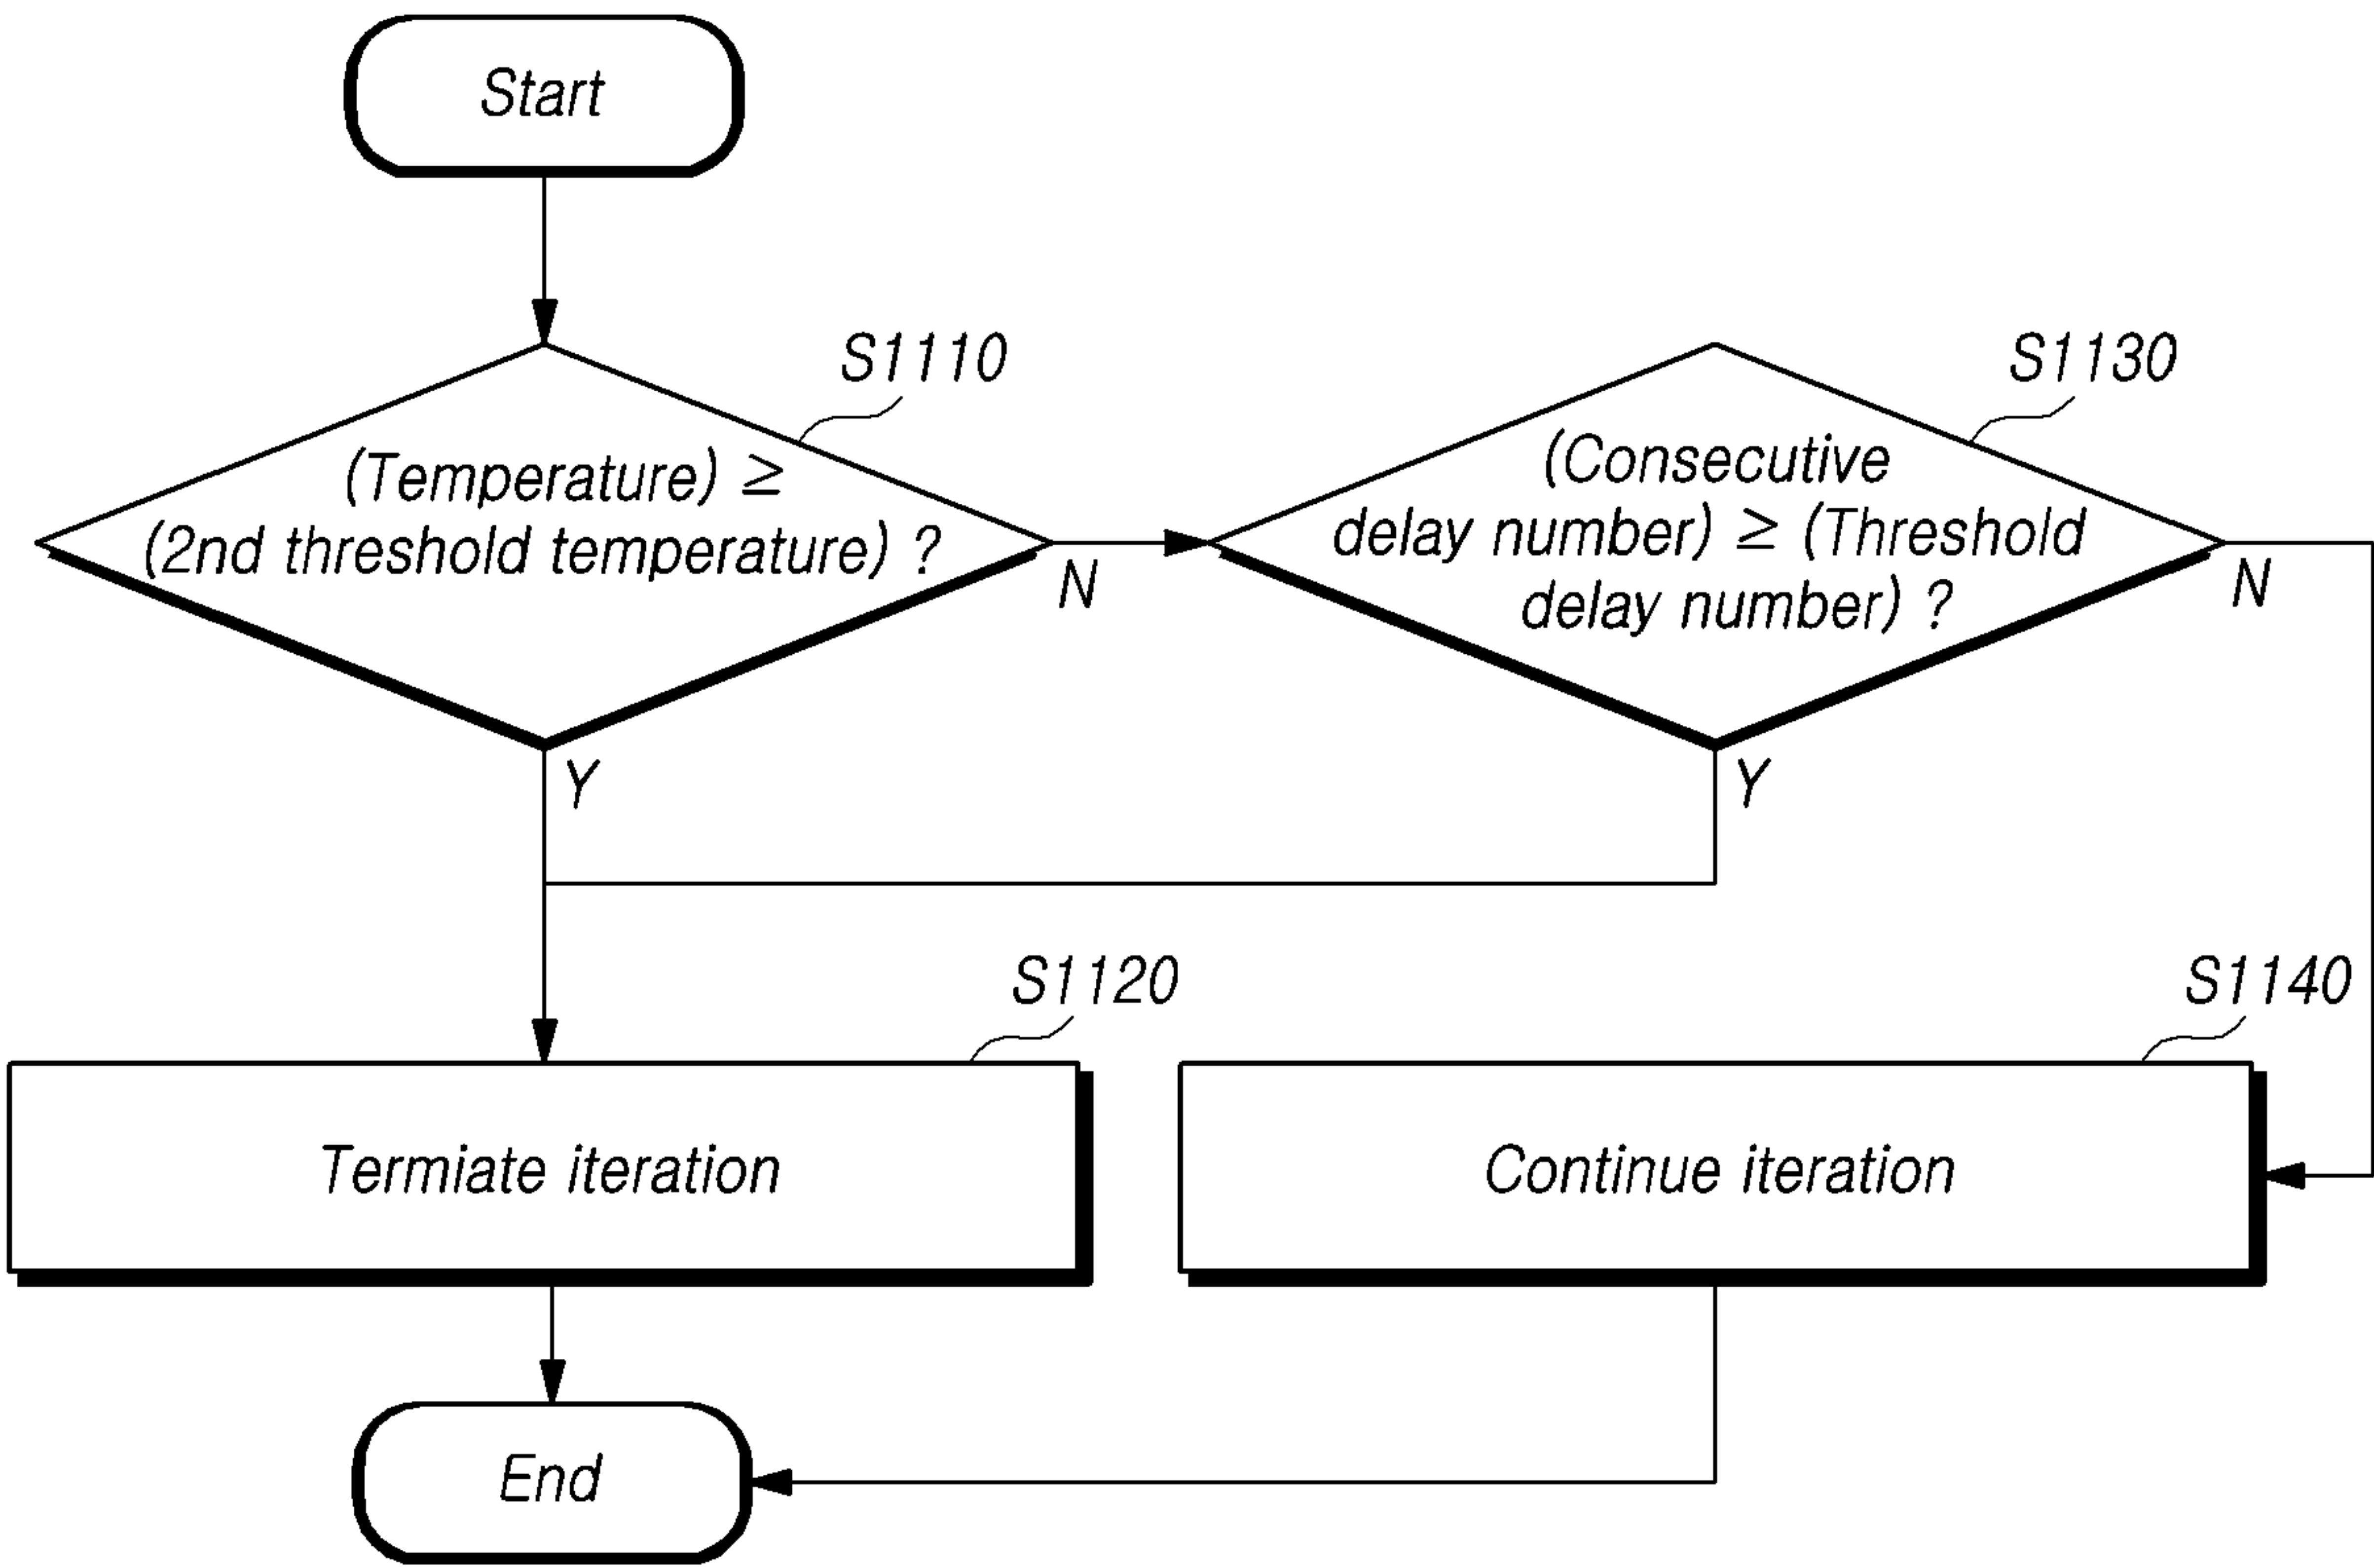 Start
S1110
(Temperature) ≥
(2nd threshold temperature) ?
N
Y
S1130
(Consecutive
delay number) ≥ (Threshold
delay number) ?
N
Y
S1120
Termiate iteration
S1140
Continue iteration
End